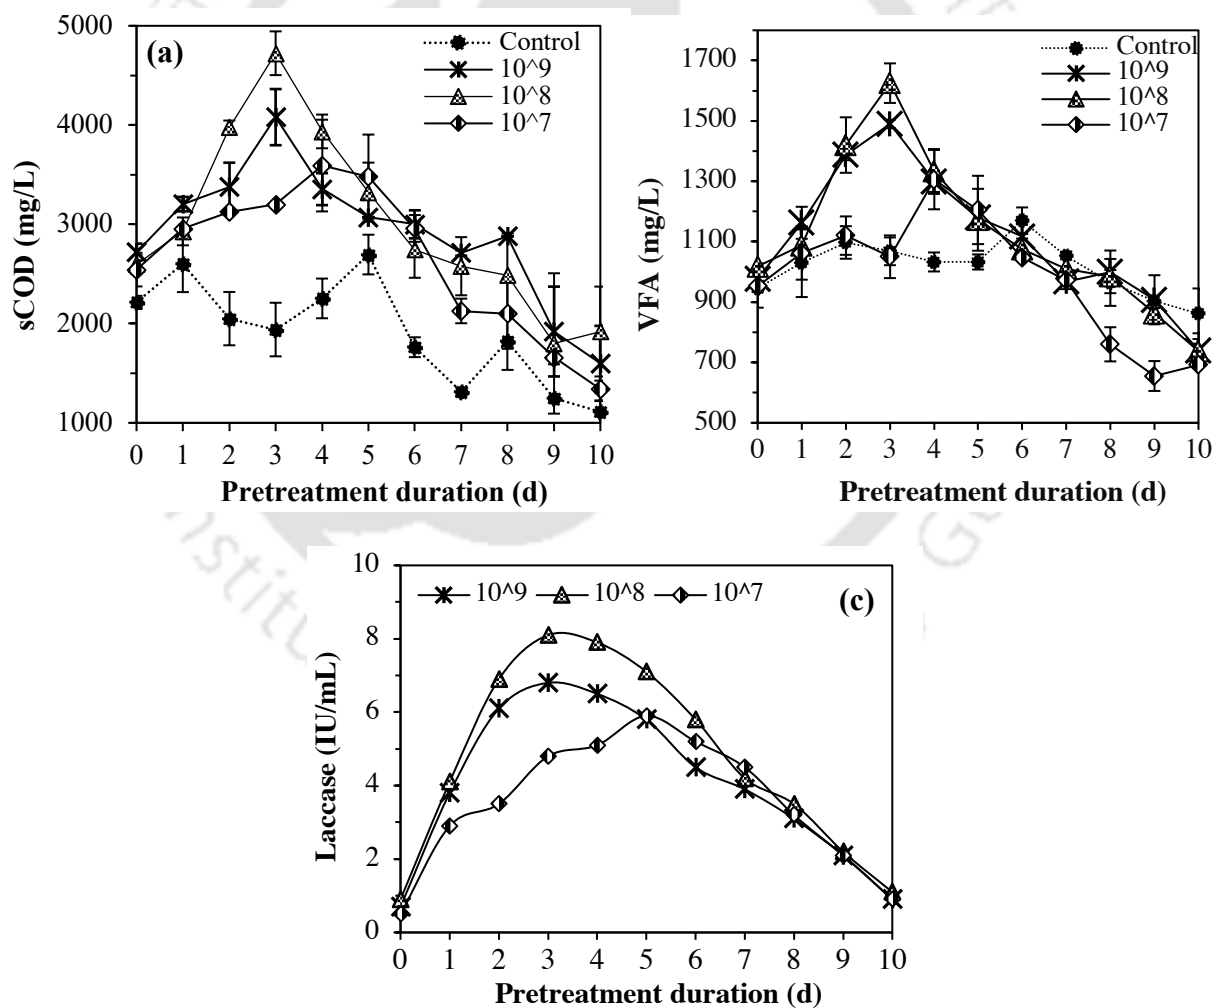 (a)
Control
10^9
10^8
10^7
5000
4000
3000
2000
1000
sCOD (mg/L)
0 1 2 3 4 5 6 7 8 9 10
Pretreatment duration (d)
Control
10^9
10^8
10^7
1700
1500
1300
1100
900
700
500
VFA (mg/L)
0 1 2 3 4 5 6 7 8 9 10
Pretreatment duration (d)
Institu
10^9 10^8 10^7
(c)
10
8
6
4
2
0
Laccase (IU/mL)
0 1 2 3 4 5 6 7 8 9 10
Pretreatment duration (d)